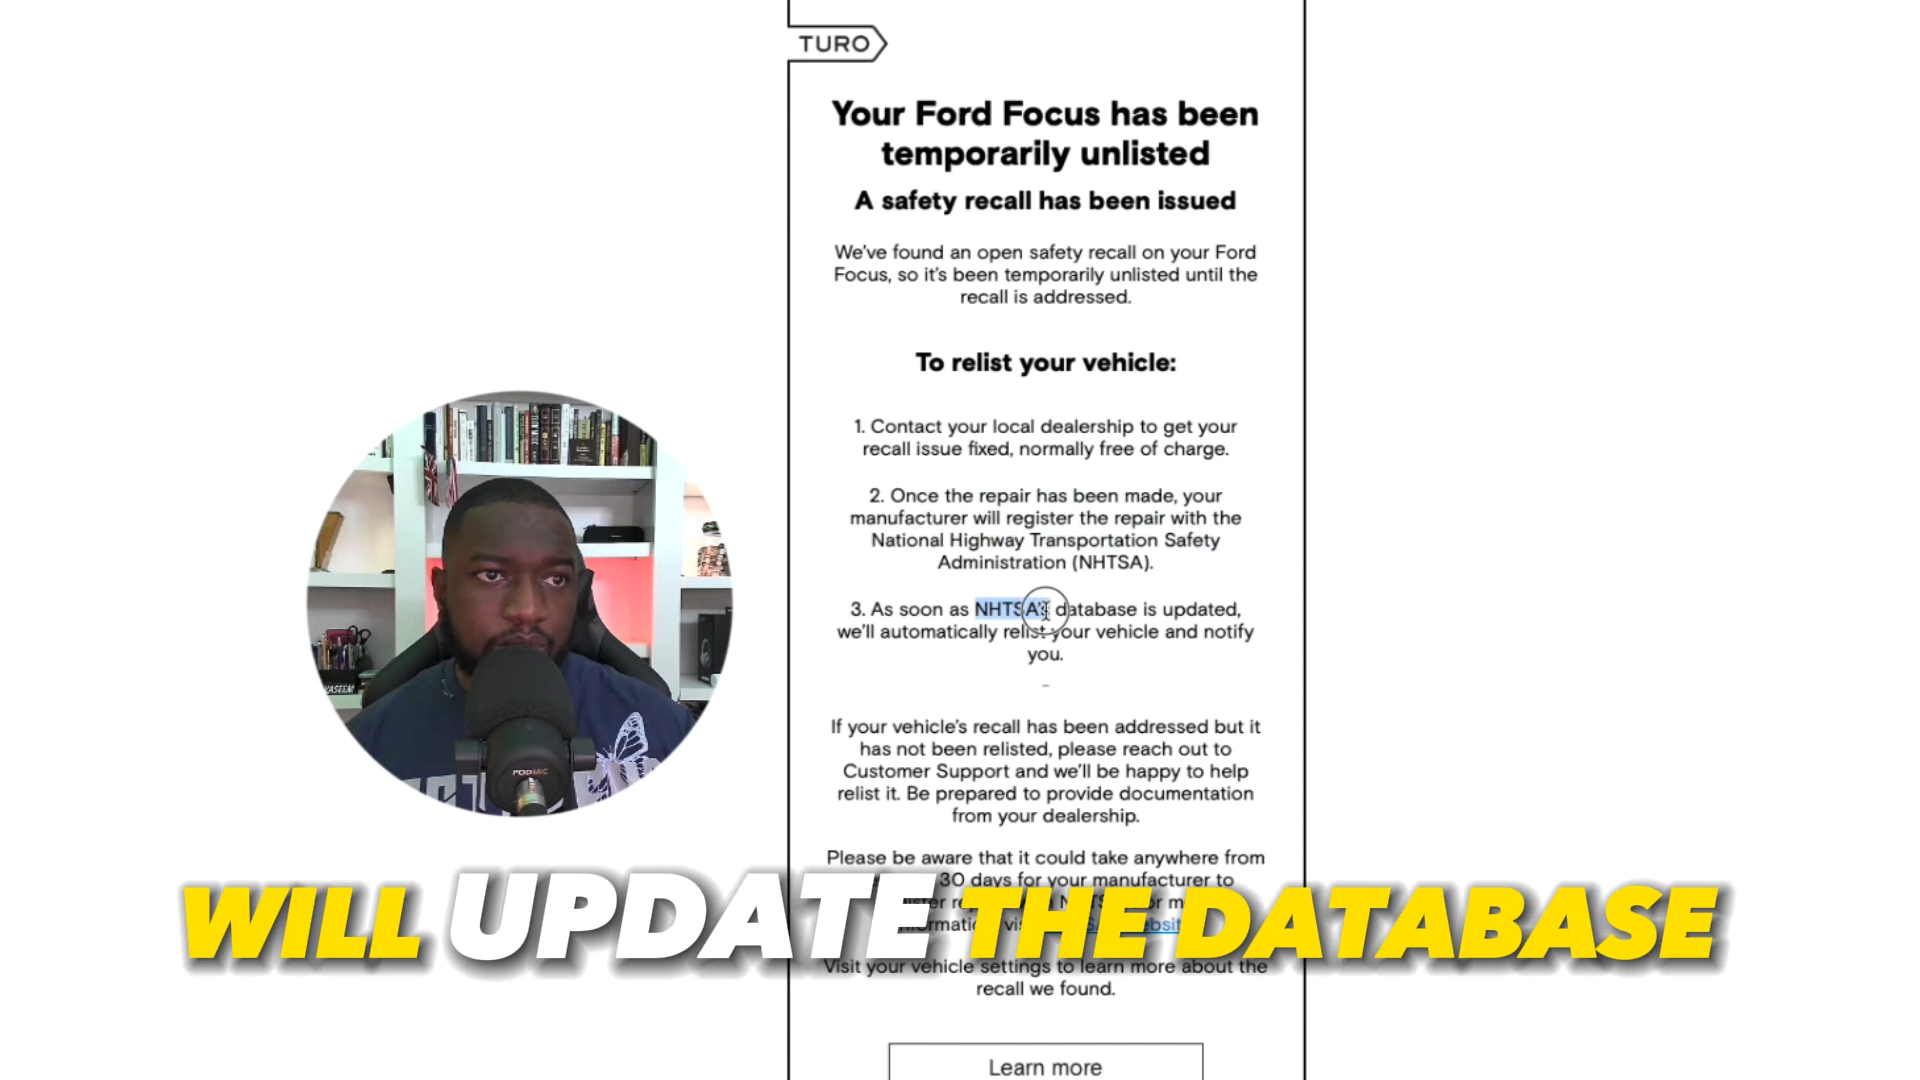 TURO
Your Ford Focus has been
temporarily unlisted
A safety recall has been issued
We've found an open safety recall on your Ford
Focus, so it's been temporarily unlisted until the
recall is addressed.
To relist your vehicle:
1. Contact your local dealership to get your
recall issue fixed, normally free of charge.
2. Once the repair has been made, your
manufacturer will register the repair with the
National Highway Transportation Safety
Administration (NHTSA).
3. As soon as NHTSA's database is updated,
we'll automatically relist your vehicle and notify
you.
-
If your vehicle's recall has been addressed but it
has not been relisted, please reach out to
Customer Support and we'll be happy to help
relist it. Be prepared to provide documentation
from your dealership.
Please be aware that it could take anywhere from
30 days for your manufacturer to
WILL UPDATE THE DATABASE
Visit your vehicle settings to learn more about the
recall we found.
Learn more
PODMIC
KASEEM